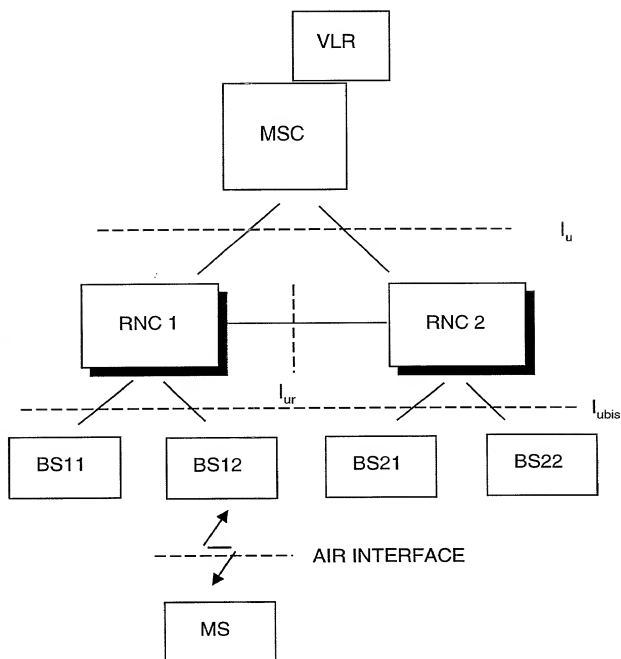 VLR
MSC
Iu
RNC 1
RNC 2
Iur
Iubis
BS11
BS12
BS21
BS22
AIR INTERFACE
MS